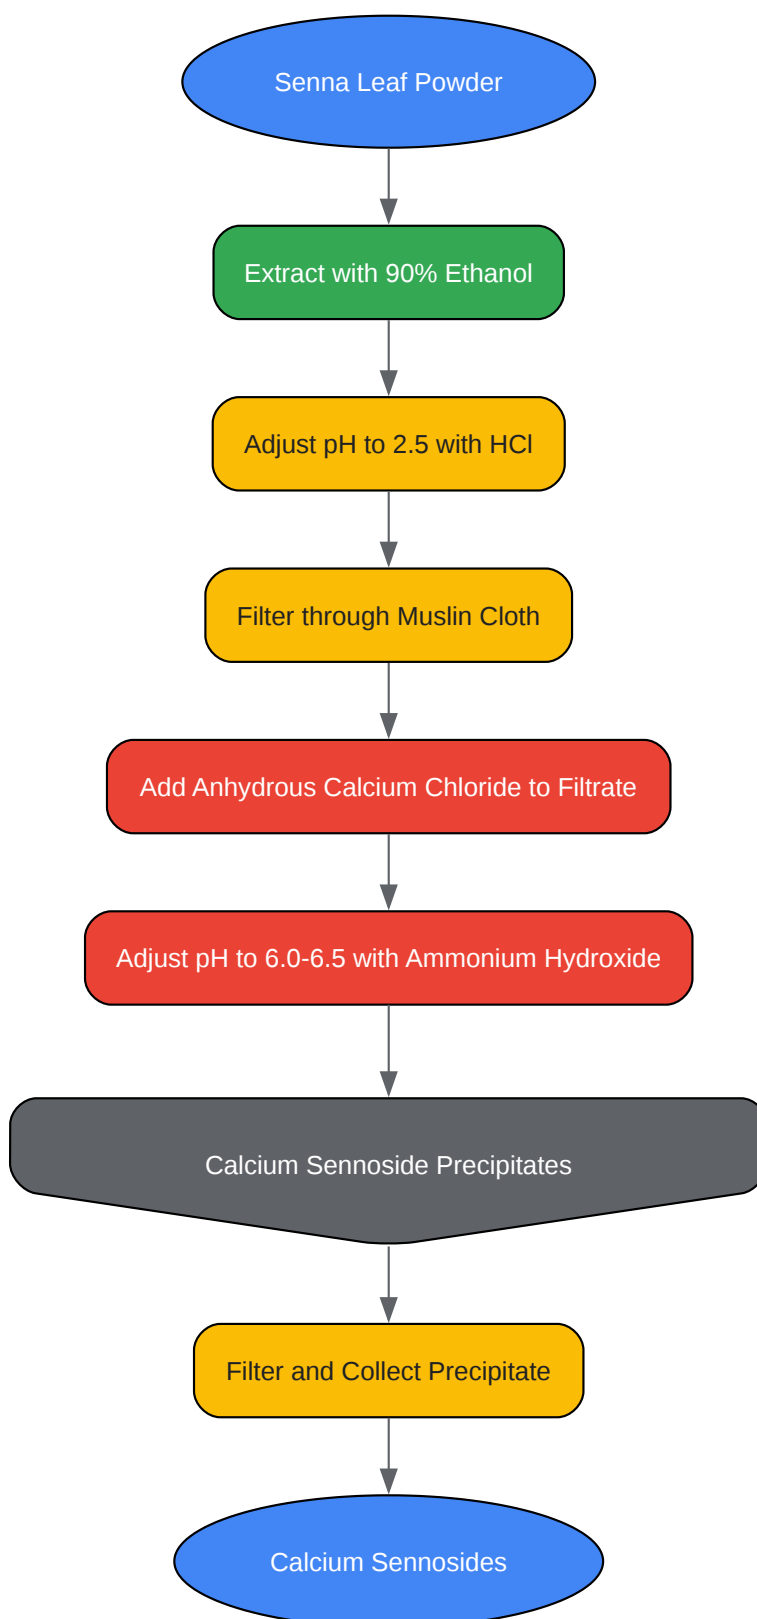 Senna Leaf Powder
Extract with 90% Ethanol
Adjust pH to 2.5 with HCl
Filter through Muslin Cloth
Add Anhydrous Calcium Chloride to Filtrate
Adjust pH to 6.0-6.5 with Ammonium Hydroxide
Calcium Sennoside Precipitates
Filter and Collect Precipitate
Calcium Sennosides